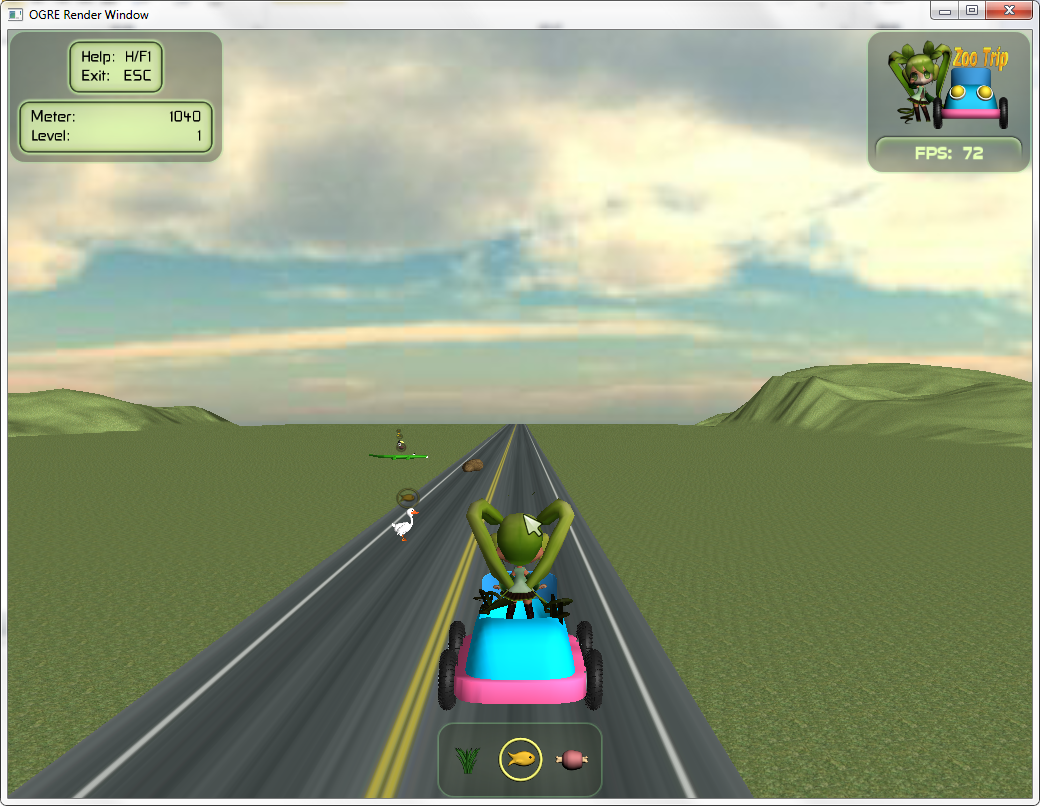 OGRE Render Window
Help: H/F1
Exit: ESC
Meter: 1040
Level: 1
Zoo Trip
FPS: 72